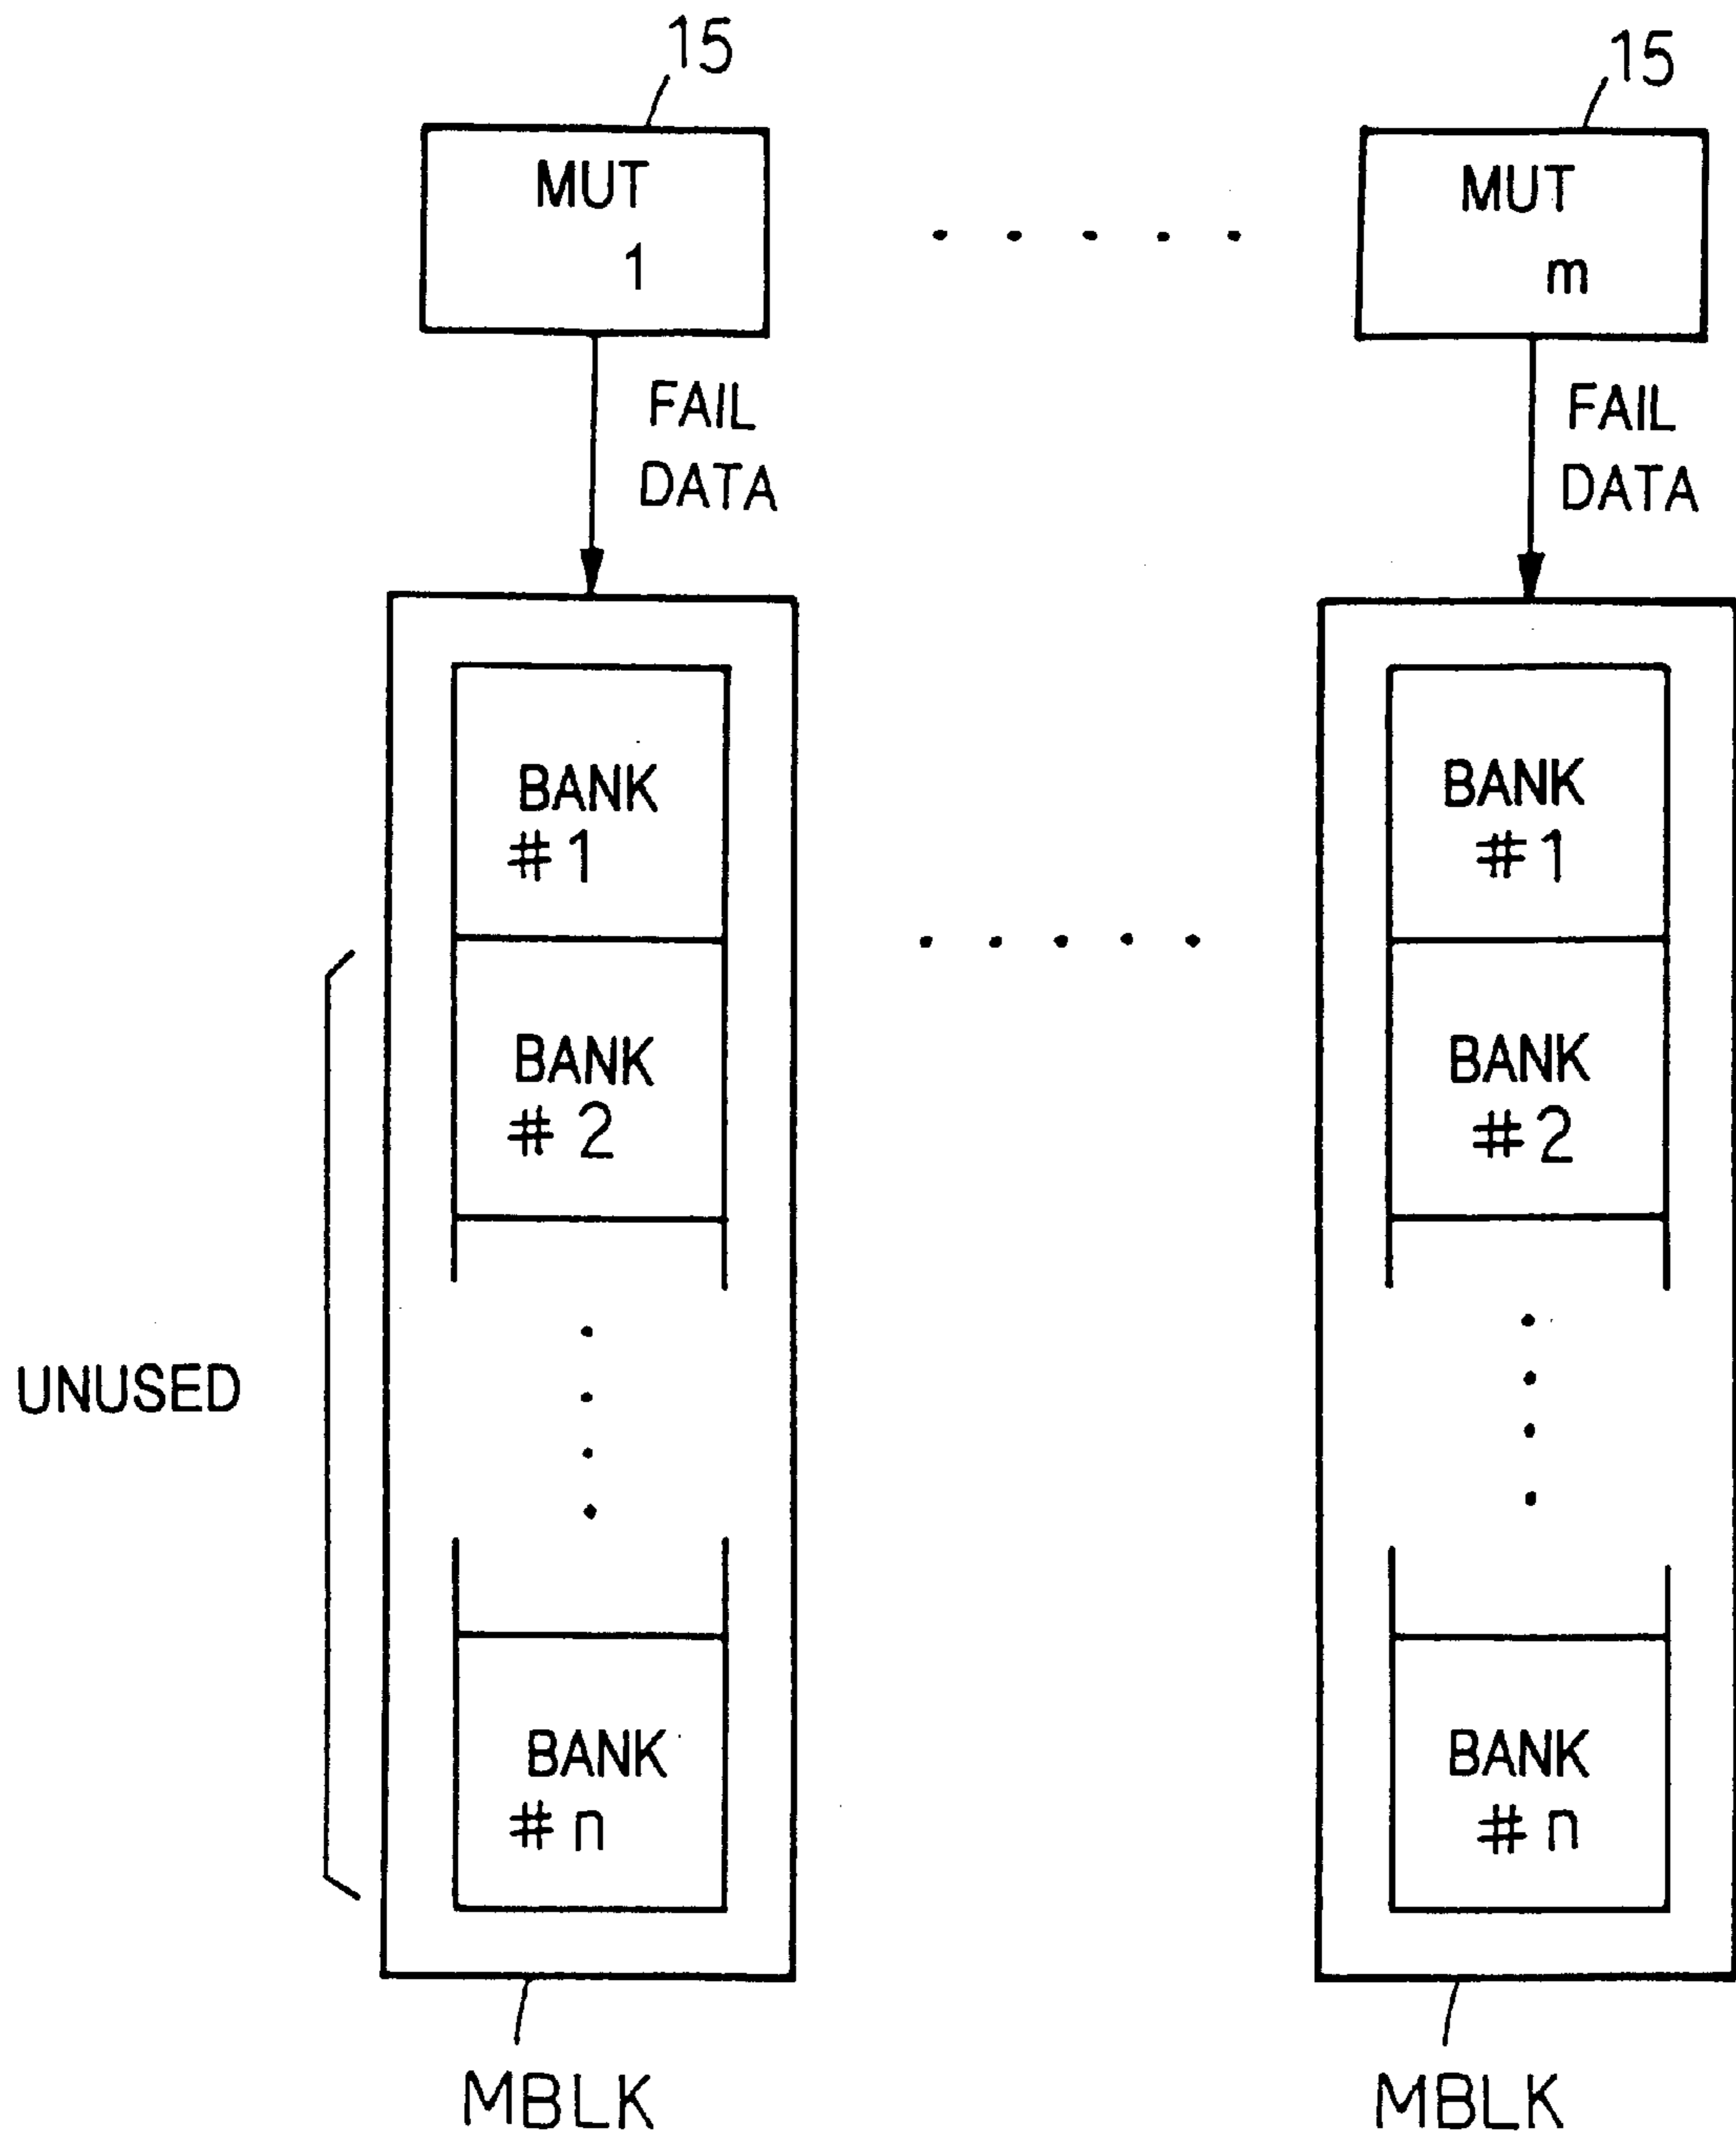 15
15
MUT
1
MUT
m
FAIL
DATA
FAIL
DATA
BANK
#1
BANK
#1
BANK
#2
BANK
#2
UNUSED
BANK
#n
BANK
#n
MBLK
MBLK